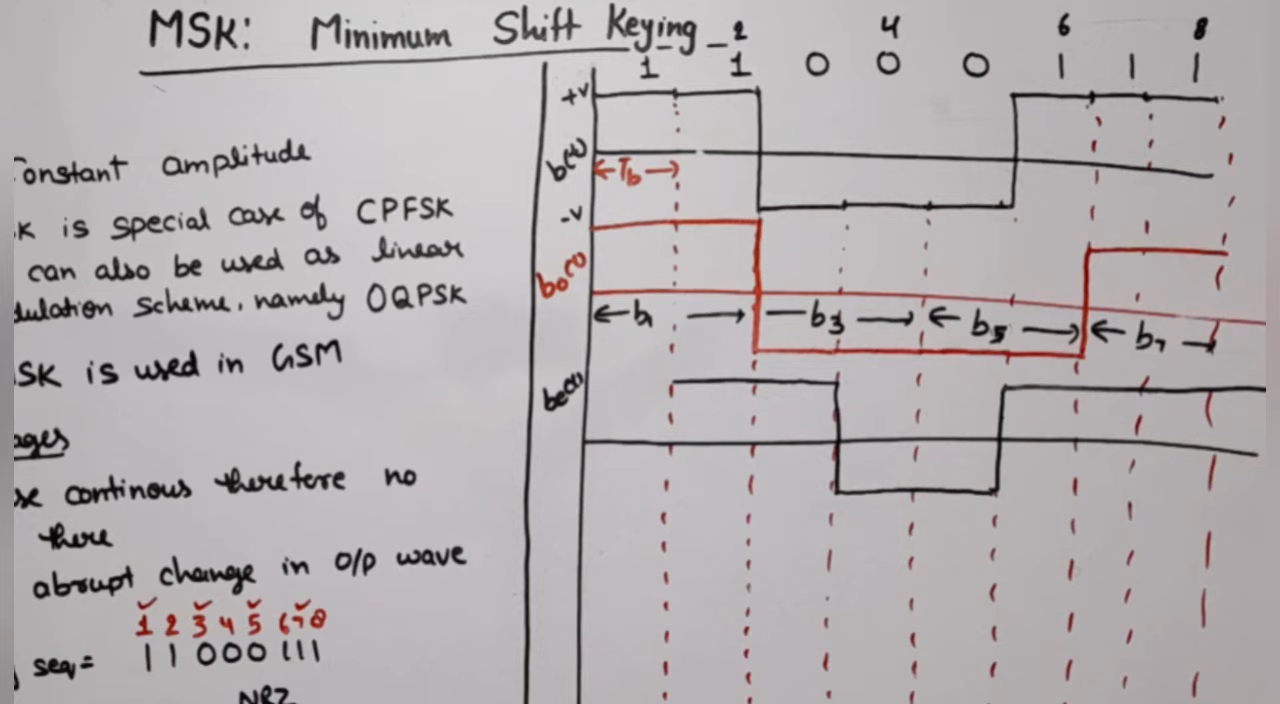 MSK: Minimum Shift Keying
2 4 6 8
1 1 0 0 0 1 1 1
+v
b(t)
←Tb→
-v
bo(t)
←b1→ b3→ ←b5→ ←b7→
be(t)
onstant amplitude
k is special case of CPFSK
can also be used as linear
dulation Scheme, namely OQPSK
SK is used in GSM
ages
se continous therefore no
there
abrupt change in o/p wave
1 2 3 4 5 6 7 8
seq = 11000111
NRZ